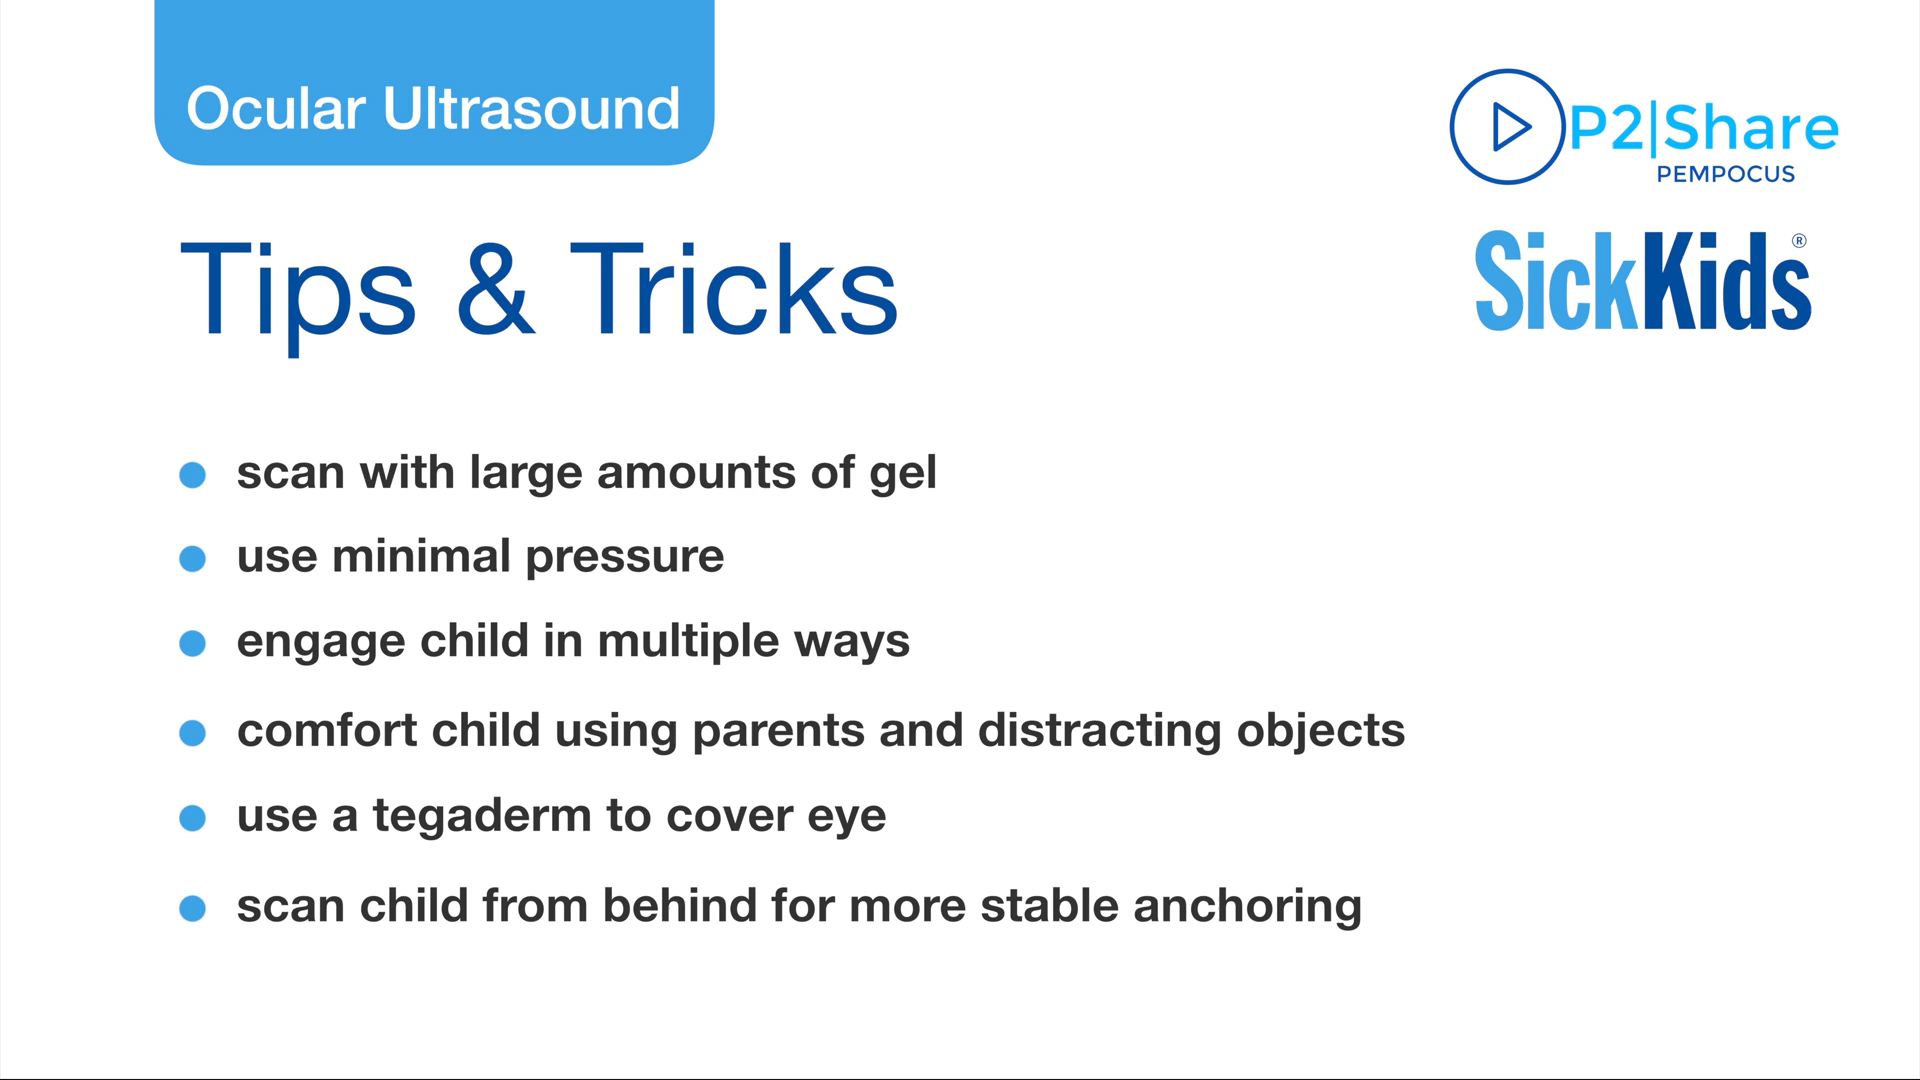 Ocular Ultrasound
P2|Share
PEMPOCUS
SickKids®
Tips & Tricks
scan with large amounts of gel
use minimal pressure
engage child in multiple ways
comfort child using parents and distracting objects
use a tegaderm to cover eye
scan child from behind for more stable anchoring